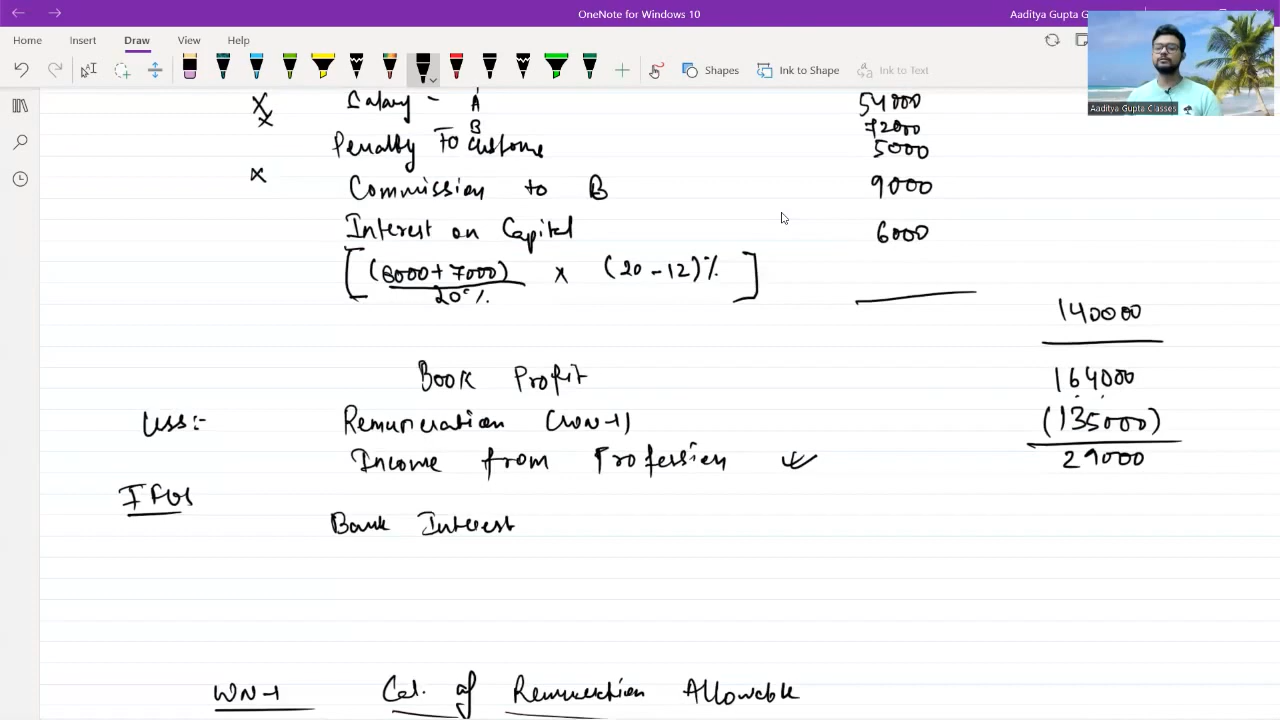 OneNote for Windows 10
Aaditya Gupta G
Home Insert Draw View Help
Shapes Ink to Shape Ink to Text
Aaditya Gupta Classes
X Salary - A 54000
x B 72000
Penalty To Custome 5000
x Commission to B 9000
Interest on Capital 6000
[(8000+7000) x (20-12)%]
20%
140000
Book Profit 164000
Less:- Remuneration (WN-1) (135000)
Income from Profession 29000
IFOS
Bank Interest
WN-1 Cal. of Remuneration Allowable